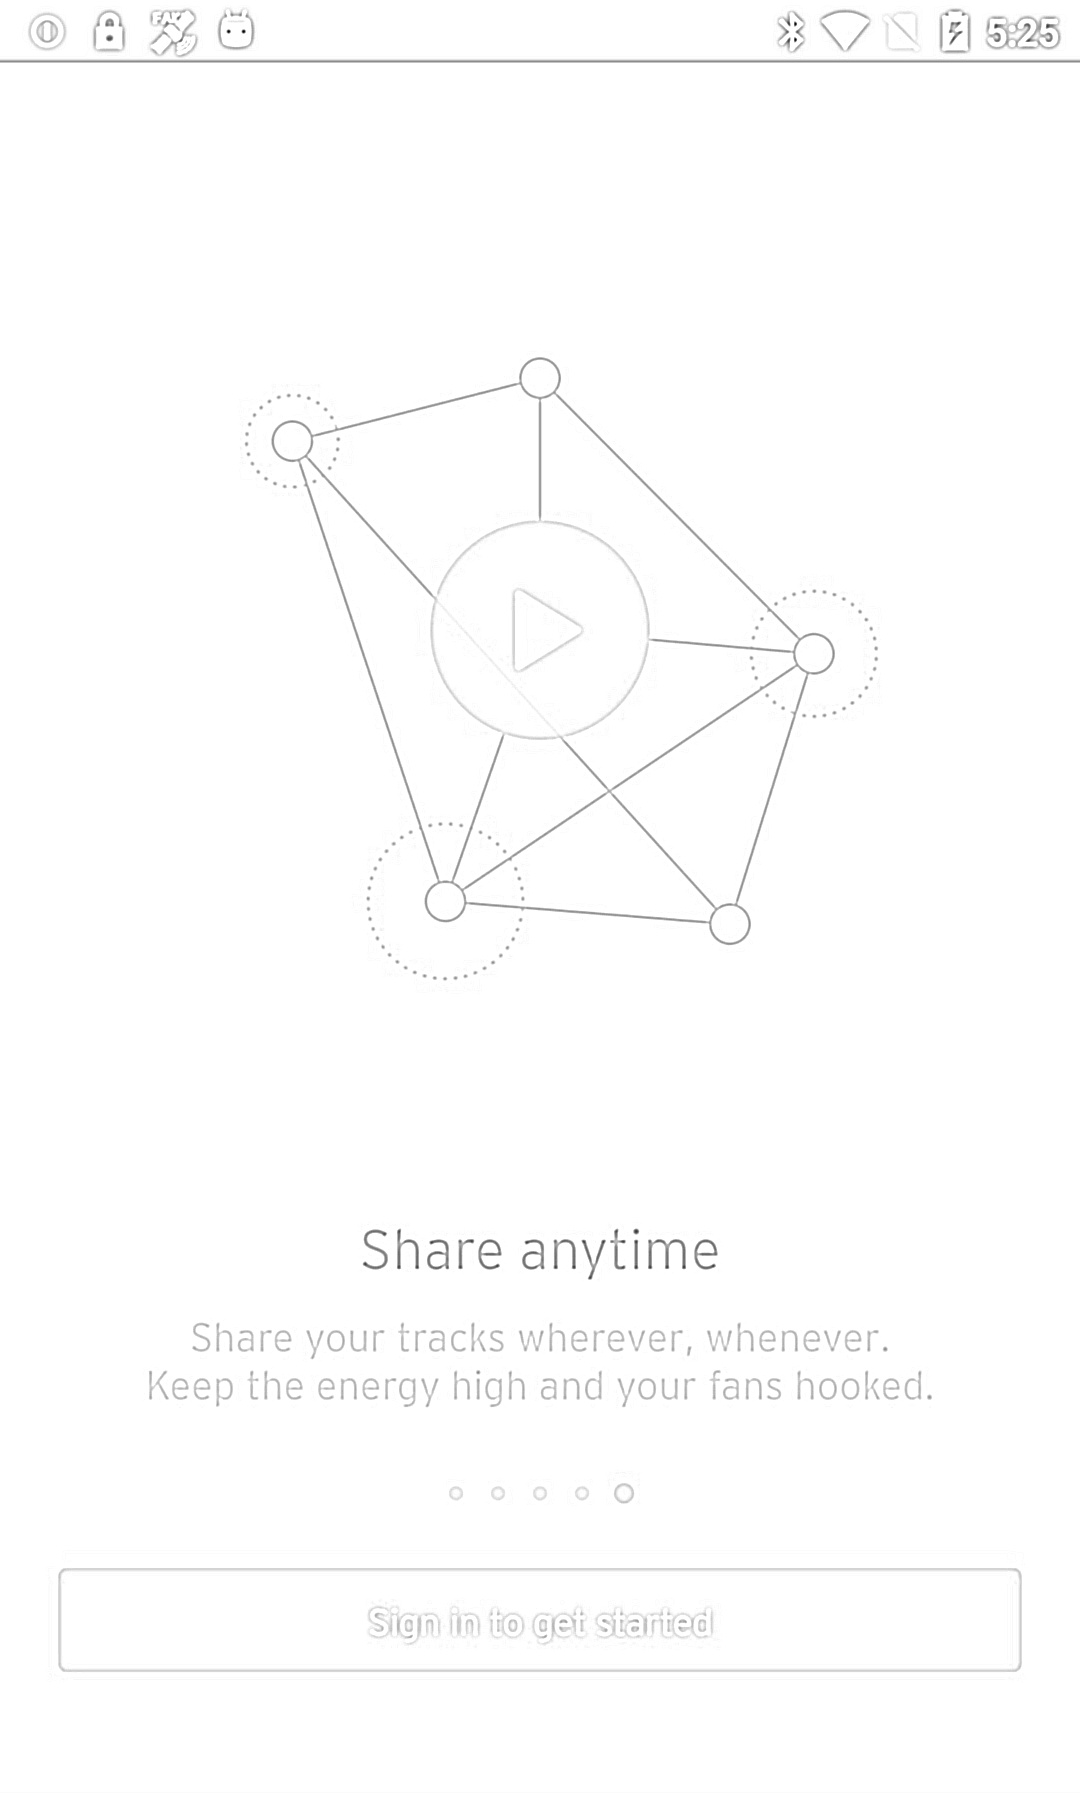 5:25
Share anytime
Share your tracks wherever, whenever.
Keep the energy high and your fans hooked.
Sign in to get started